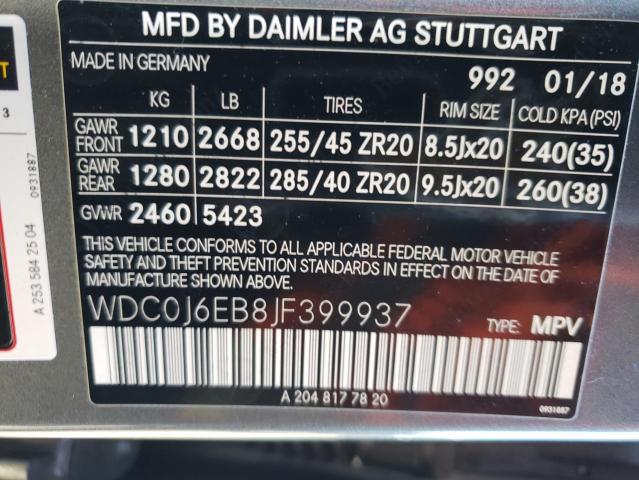 MFD BY DAIMLER AG STUTTGART
MADE IN GERMANY 992 01/18
KG LB TIRES RIM SIZE COLD KPA(PSI)
GAWR FRONT 1210 2668 255/45 ZR20 8.5Jx20 240(35)
GAWR REAR 1280 2822 285/40 ZR20 9.5Jx20 260(38)
GVWR 2460 5423
THIS VEHICLE CONFORMS TO ALL APPLICABLE FEDERAL MOTOR VEHICLE
SAFETY AND THEFT PREVENTION STANDARDS IN EFFECT ON THE DATE OF
MANUFACTURE SHOWN ABOVE.
WDC0J6EB8JF399937 TYPE: MPV
A 204 817 78 20
0931887
3
0931887
A 253 584 25 04